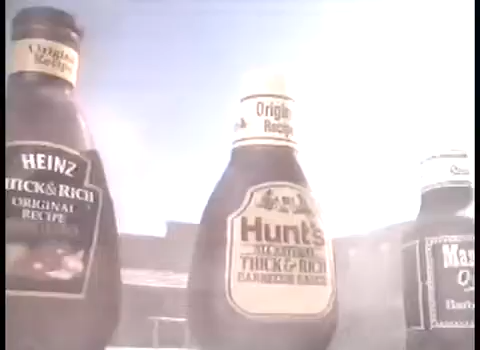 Original
Recipe
HEINZ
THICK & RICH
ORIGINAL
RECIPE
Original
Recipe
Hunt's
ALL NATURAL
THICK & RICH
BARBECUE SAUCE